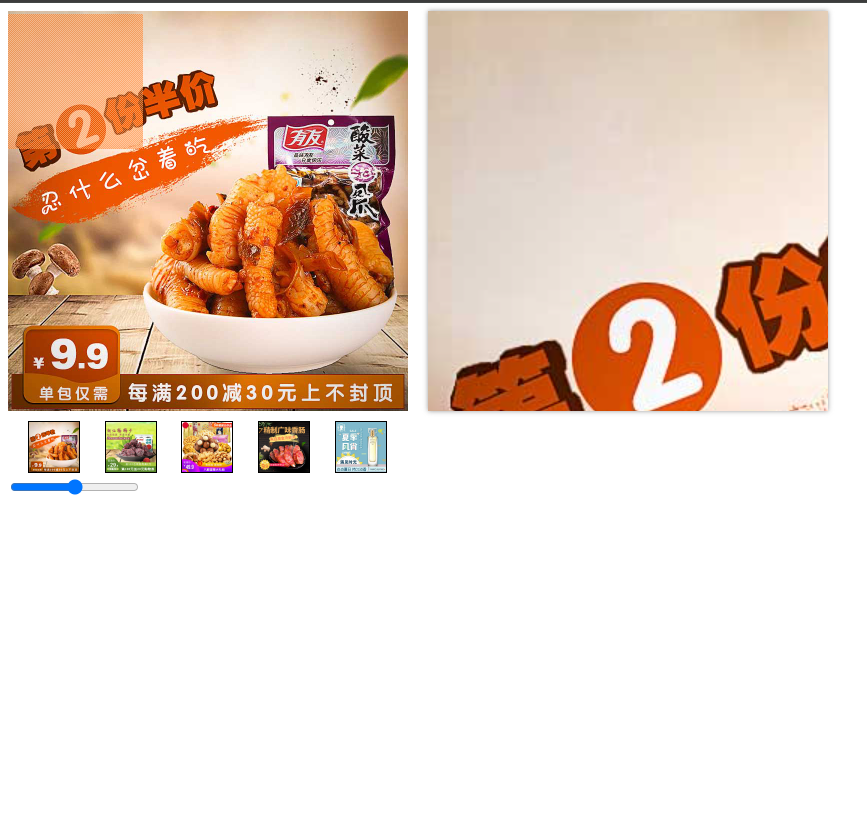 第2份半价
忍什么岔着吃
有友
酸菜
凤爪
¥9.9
单包仅需
每满200减30元上不封顶
第2份